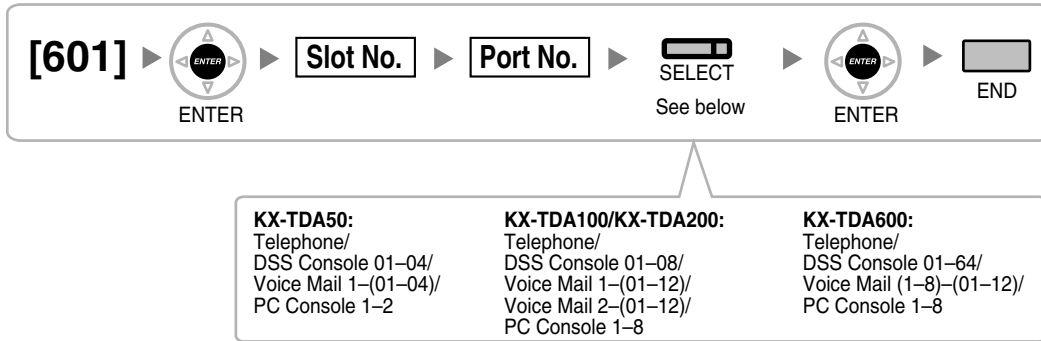 [601] ENTER Slot No. Port No. SELECT ENTER END
ENTER See below ENTER
KX-TDA50:
Telephone/
DSS Console 01–04/
Voice Mail 1–(01–04)/
PC Console 1–2
KX-TDA100/KX-TDA200:
Telephone/
DSS Console 01–08/
Voice Mail 1–(01–12)/
Voice Mail 2–(01–12)/
PC Console 1–8
KX-TDA600:
Telephone/
DSS Console 01–64/
Voice Mail (1–8)–(01–12)/
PC Console 1–8